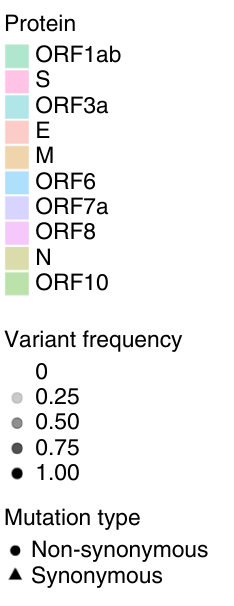 Protein
ORF1ab
S
ORF3a
E
M
ORF6
ORF7a
ORF8
N
ORF10
Variant frequency
0
0.25
0.50
0.75
1.00
Mutation type
Non-synonymous
Synonymous